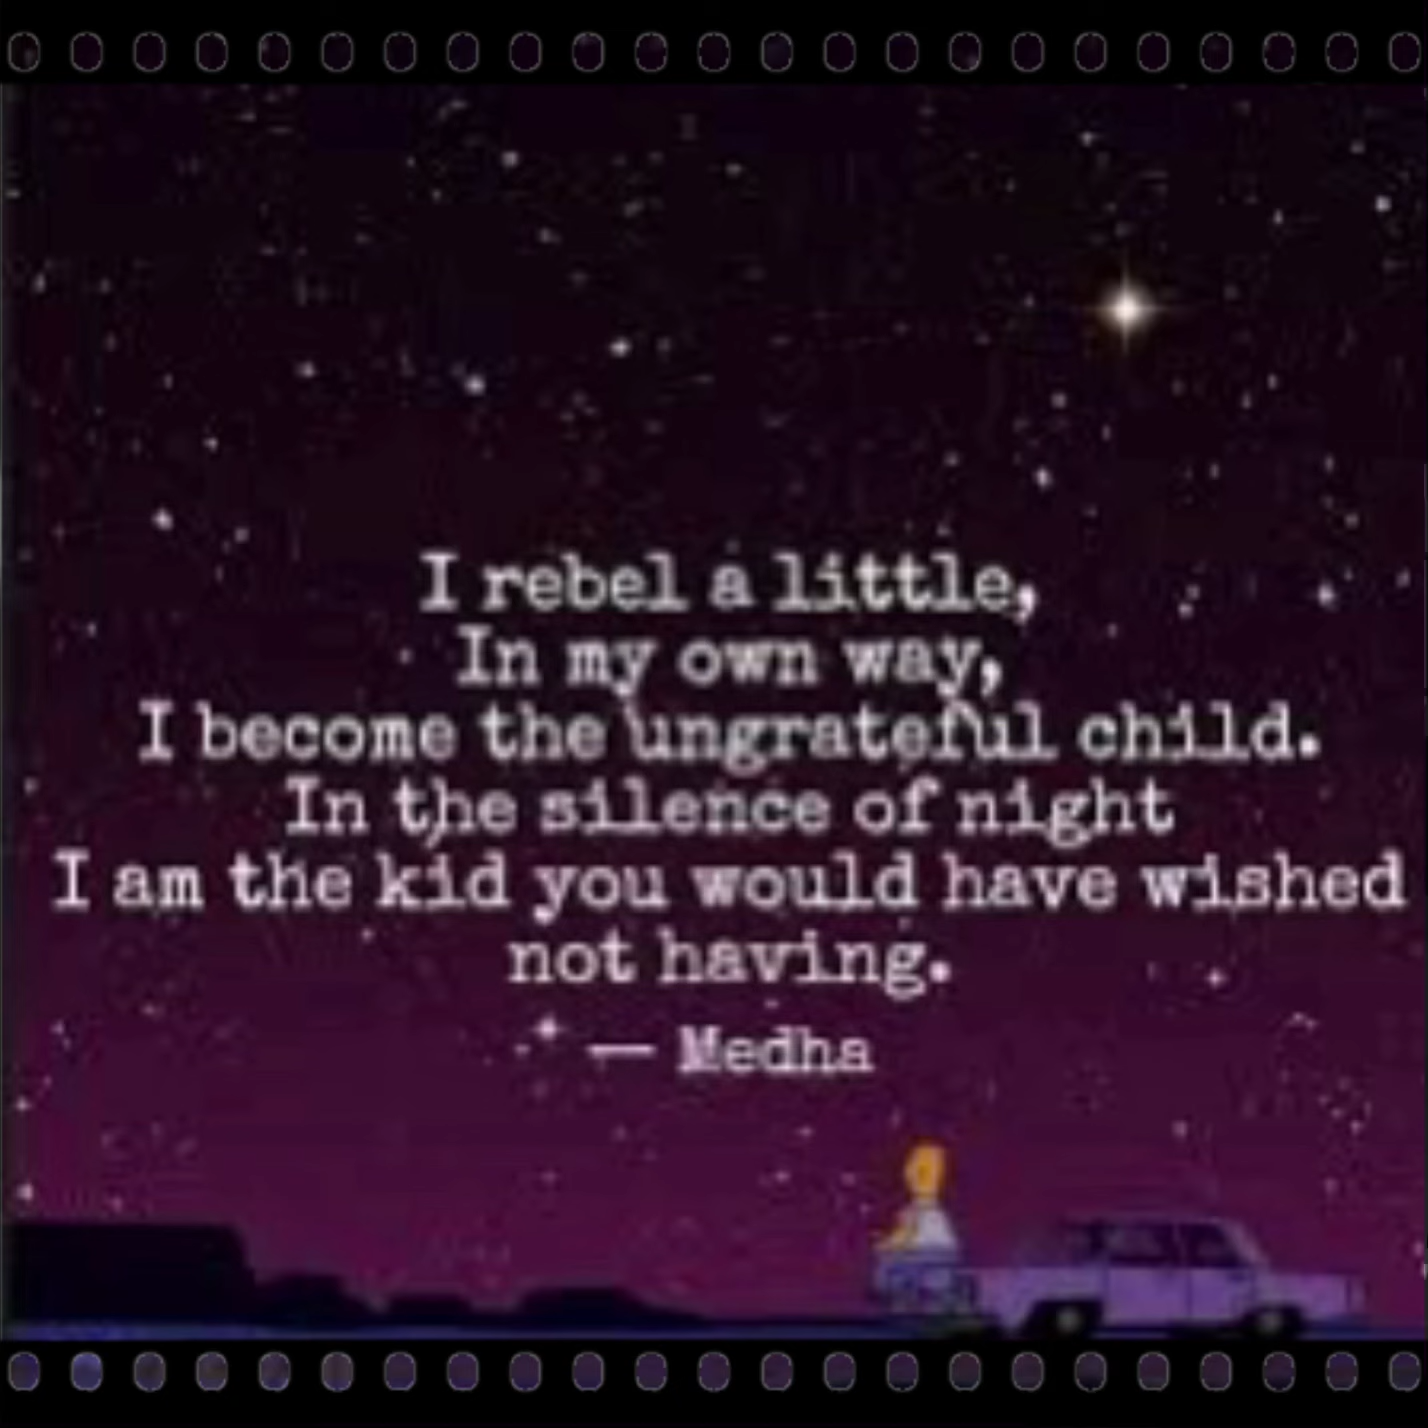 I rebel a little,
In my own way,
I become the ungrateful child.
In the silence of night
I am the kid you would have wished
not having.
— Medha